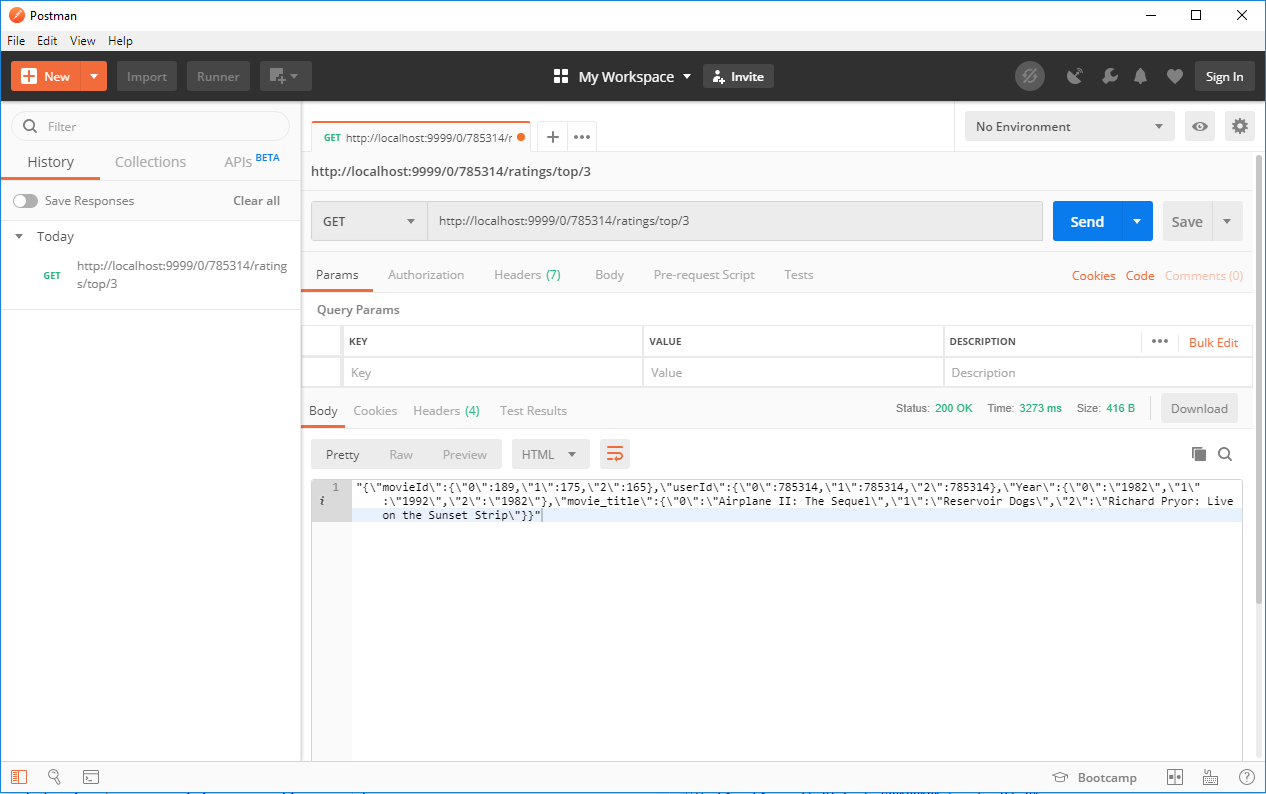 Postman
File Edit View Help
New Import Runner My Workspace Invite Sign In
Filter
History Collections APIs BETA
Save Responses Clear all
Today
GET http://localhost:9999/0/785314/rating
s/top/3
GET http://localhost:9999/0/785314/r
No Environment
http://localhost:9999/0/785314/ratings/top/3
GET http://localhost:9999/0/785314/ratings/top/3 Send Save
Params Authorization Headers (7) Body Pre-request Script Tests Cookies Code Comments (0)
Query Params
KEY VALUE DESCRIPTION ••• Bulk Edit
Key Value Description
Body Cookies Headers (4) Test Results Status: 200 OK Time: 3273 ms Size: 416 B Download
Pretty Raw Preview HTML
i 1 "{\"movieId\":{\"0\":189,\"1\":175,\"2\":165},\"userId\":{\"0\":785314,\"1\":785314,\"2\":785314},\"Year\":{\"0\":\"1982\",\"1\"
:\"1992\",\"2\":\"1982\"},\"movie_title\":{\"0\":\"Airplane II: The Sequel\",\"1\":\"Reservoir Dogs\",\"2\":\"Richard Pryor: Live
on the Sunset Strip\"}}"
Bootcamp